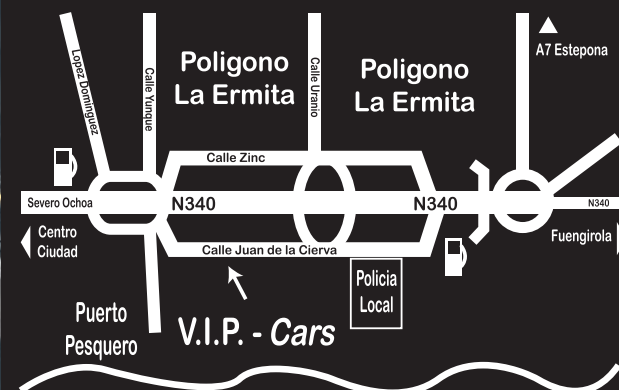 A7 Estepona
Lopez Dominguez
Calle Yunque
Poligono
La Ermita
Calle Uranio
Poligono
La Ermita
Calle Zinc
Severo Ochoa
N340
N340
N340
Centro
Ciudad
Fuengirola
Calle Juan de la Cierva
Policia
Local
Puerto
Pesquero
V.I.P. - Cars